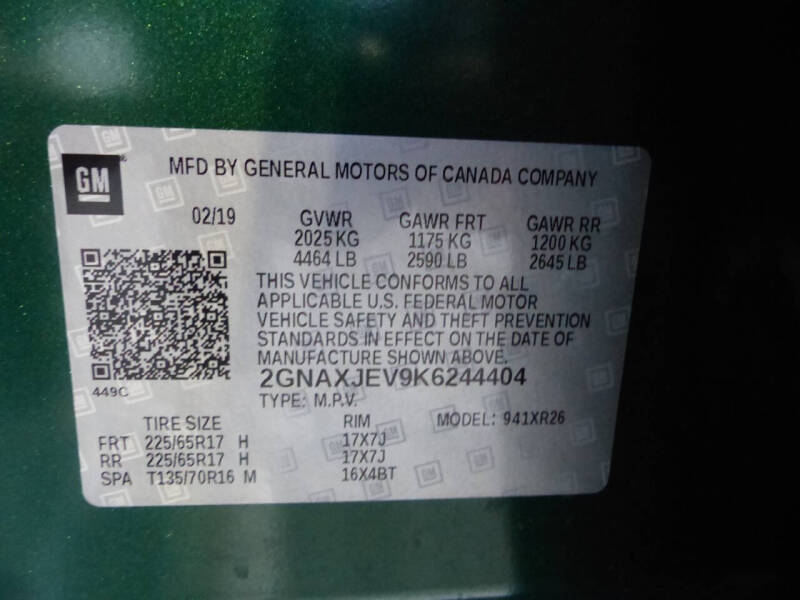 GM
MFD BY GENERAL MOTORS OF CANADA COMPANY
02/19 GVWR GAWR FRT GAWR RR
2025 KG 1175 KG 1200 KG
4464 LB 2590 LB 2645 LB
THIS VEHICLE CONFORMS TO ALL
APPLICABLE U.S. FEDERAL MOTOR
VEHICLE SAFETY AND THEFT PREVENTION
STANDARDS IN EFFECT ON THE DATE OF
MANUFACTURE SHOWN ABOVE.
449C
2GNAXJEV9K6244404
TYPE: M.P.V.
TIRE SIZE RIM MODEL: 941XR26
FRT 225/65R17 H 17X7J
RR 225/65R17 H 17X7J
SPA T135/70R16 M 16X4BT